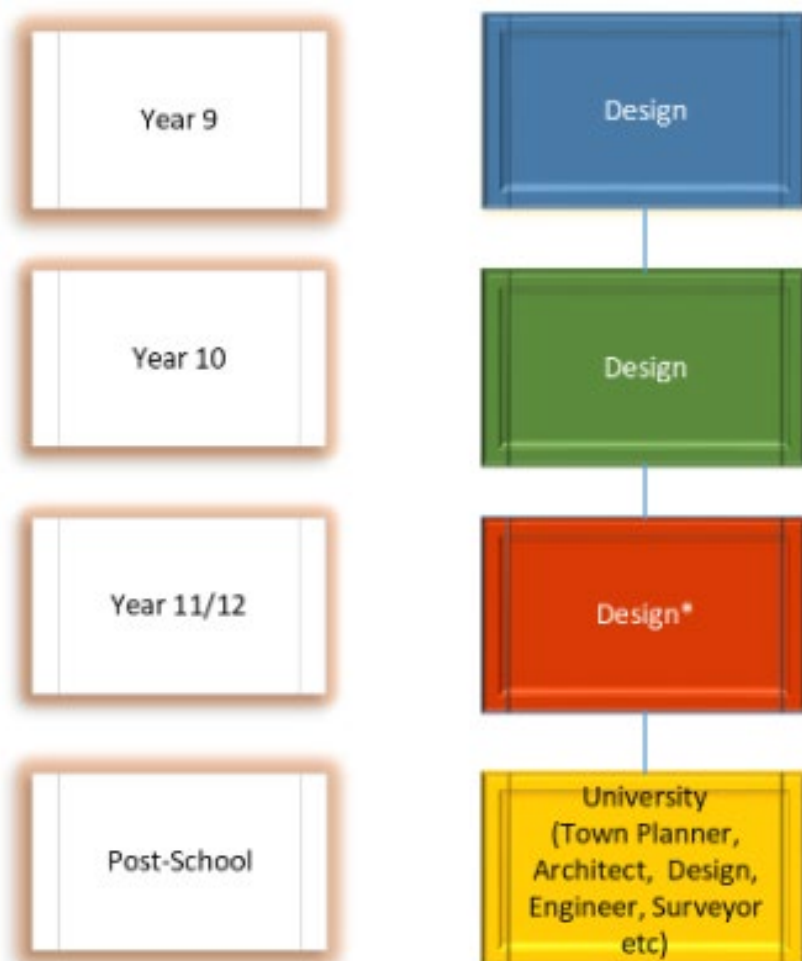 Year 9
Design
Year 10
Design
Year 11/12
Design*
Post-School
University
(Town Planner,
Architect, Design,
Engineer, Surveyor
etc)